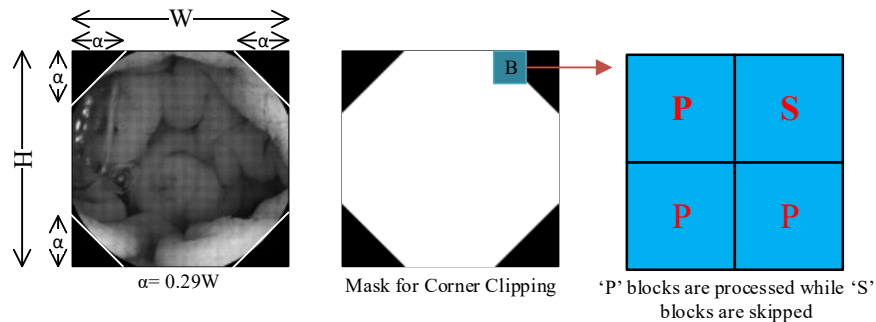 W
α α
α
H
α
α= 0.29W
B
Mask for Corner Clipping
P S
P P
‘P’ blocks are processed while ‘S’
blocks are skipped